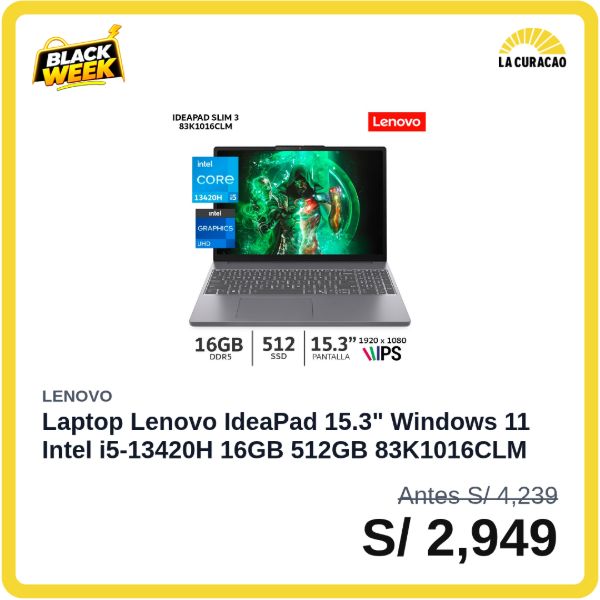 BLACK
WEEK
LA CURACAO
IDEAPAD SLIM 3
83K1016CLM
Lenovo
intel
CORE
13420H i5
intel
GRAPHICS
UHD
16GB
DDR5
512
SSD
15.3”
PANTALLA
1920 x 1080
IPS
LENOVO
Laptop Lenovo IdeaPad 15.3" Windows 11
Intel i5-13420H 16GB 512GB 83K1016CLM
Antes S/ 4,239
S/ 2,949